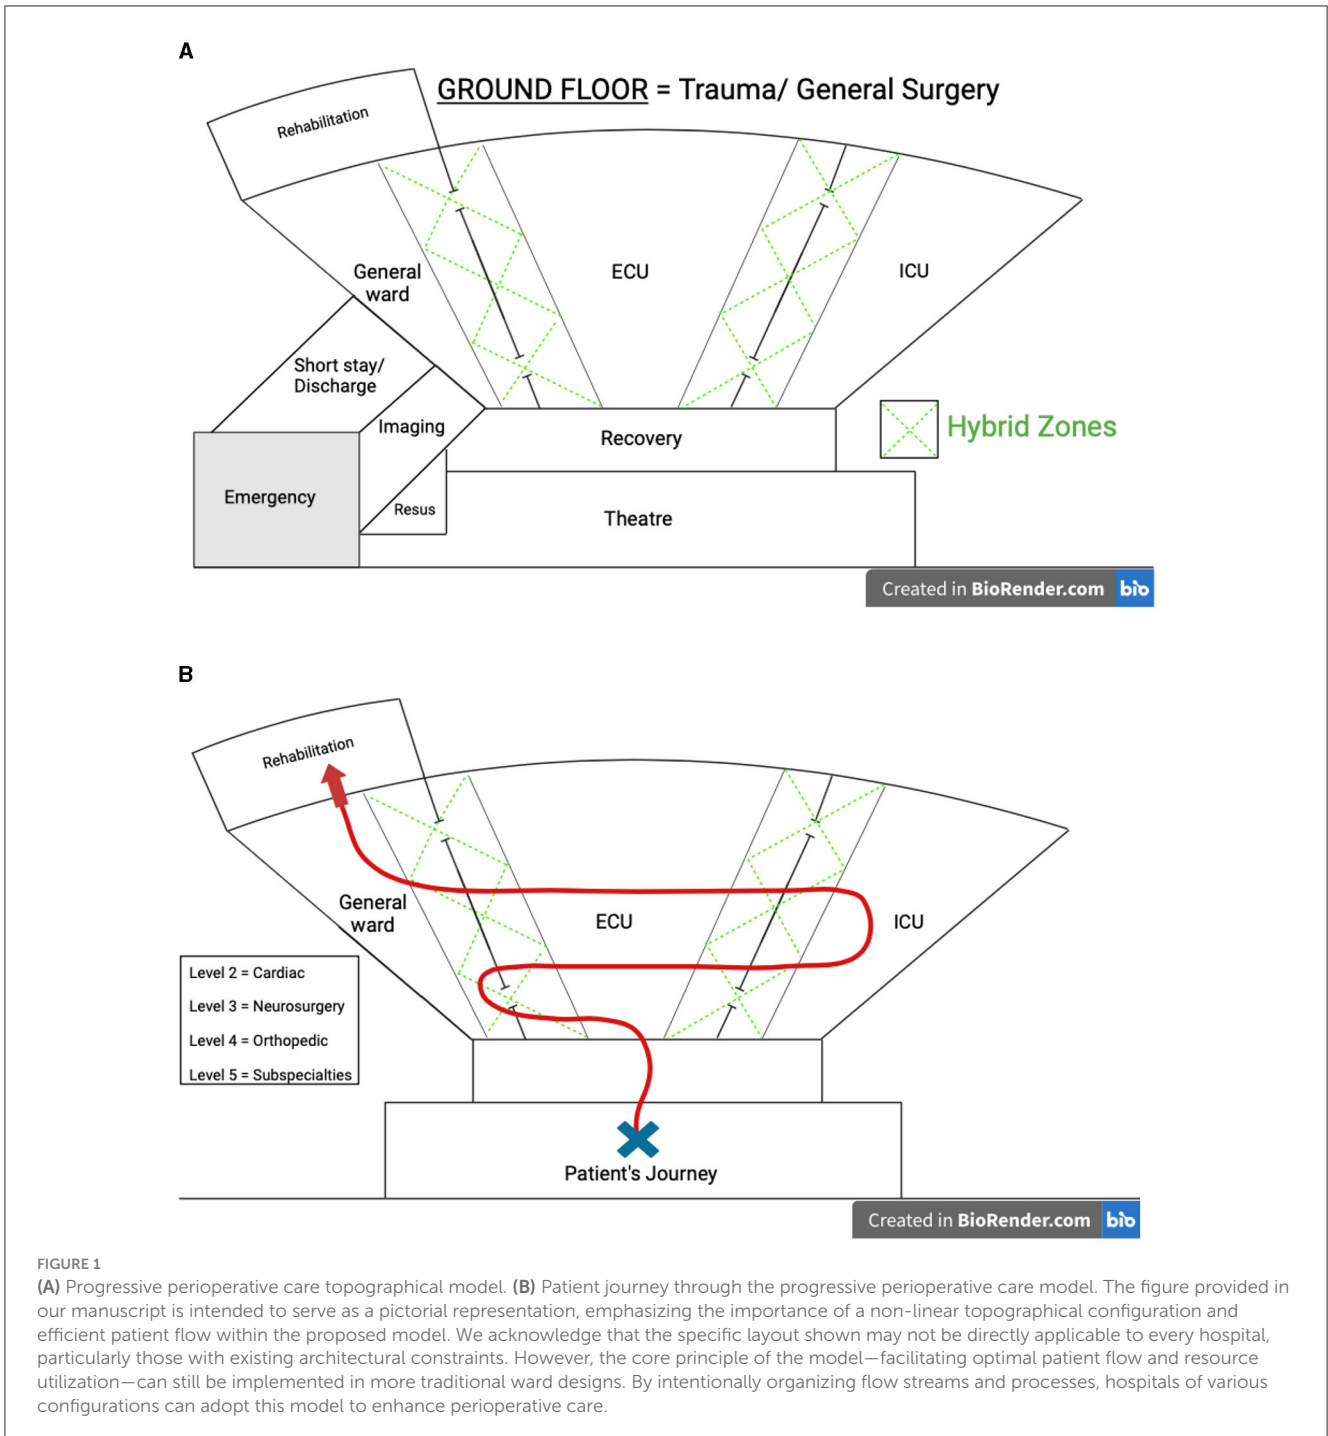 A
GROUND FLOOR = Trauma/ General Surgery
Rehabilitation
General
ward
ECU
ICU
Short stay/
Discharge
Imaging
Recovery
Hybrid Zones
Emergency
Resus
Theatre
Created in BioRender.com bio
B
Rehabilitation
General
ward
ECU
ICU
Level 2 = Cardiac
Level 3 = Neurosurgery
Level 4 = Orthopedic
Level 5 = Subspecialties
Patient's Journey
Created in BioRender.com bio
FIGURE 1
(A) Progressive perioperative care topographical model. (B) Patient journey through the progressive perioperative care model. The figure provided in
our manuscript is intended to serve as a pictorial representation, emphasizing the importance of a non-linear topographical configuration and
efficient patient flow within the proposed model. We acknowledge that the specific layout shown may not be directly applicable to every hospital,
particularly those with existing architectural constraints. However, the core principle of the model—facilitating optimal patient flow and resource
utilization—can still be implemented in more traditional ward designs. By intentionally organizing flow streams and processes, hospitals of various
configurations can adopt this model to enhance perioperative care.